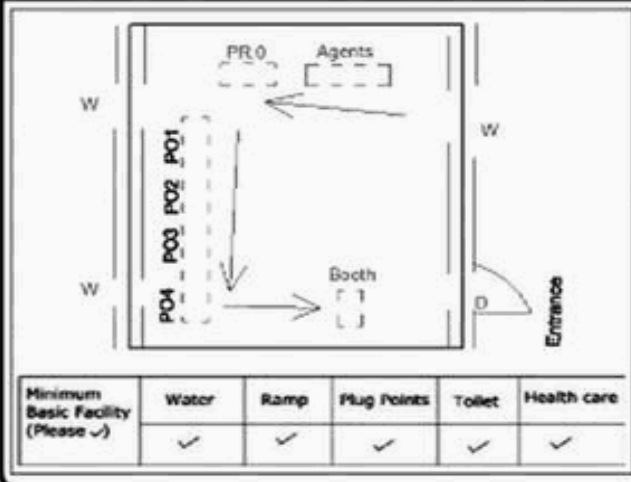 PR.0 Agents
W
W
PO1
PO2
PO3
PO4
W
Booth
D
Entrance
Minimum Basic Facility (Please ✓) Water Ramp Plug Points Toilet Health care
✓ ✓ ✓ ✓ ✓